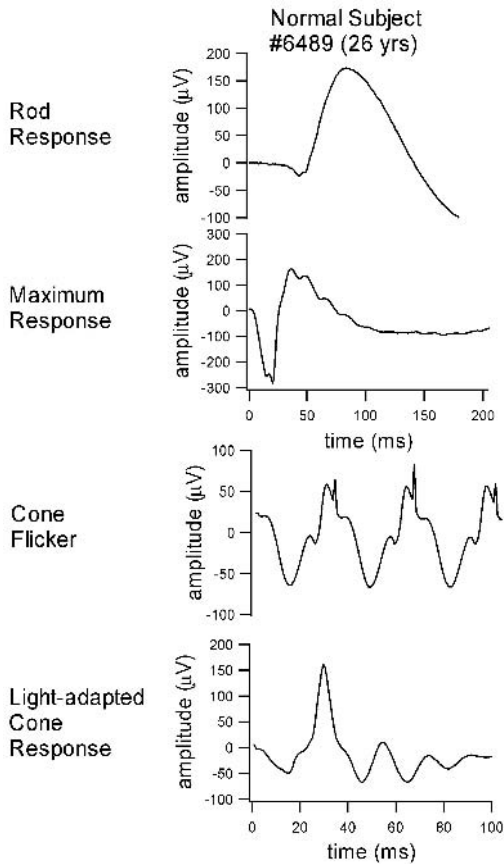 Normal Subject
#6489 (26 yrs)
Rod
Response
amplitude (µV)
200
150
100
50
0
-50
-100
Maximum
Response
amplitude (µV)
300
200
100
0
-100
-200
-300
0 50 100 150 200
time (ms)
Cone
Flicker
amplitude (µV)
100
50
0
-50
-100
Light-adapted
Cone
Response
amplitude (µV)
200
150
100
50
0
-50
-100
0 20 40 60 80 100
time (ms)